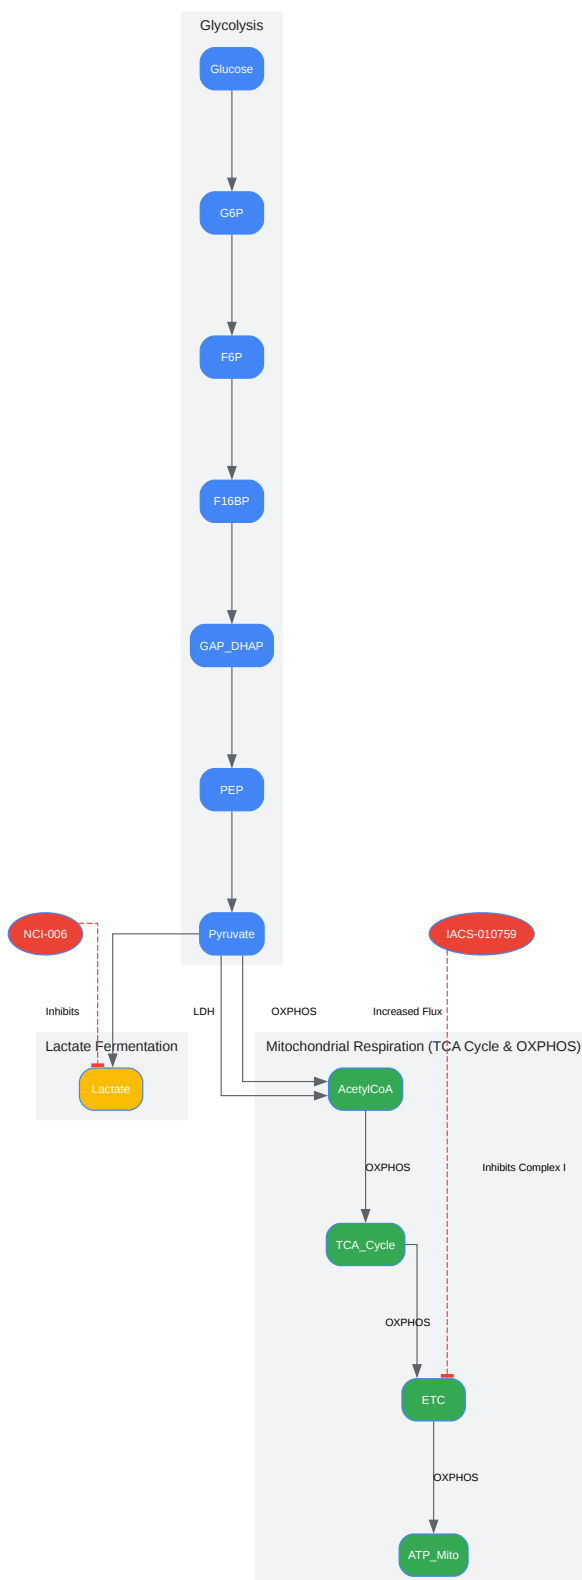 Glycolysis
Glucose
G6P
F6P
F16BP
GAP_DHAP
PEP
NCI-006
Pyruvate
IACS-010759
Inhibits
LDH
OXPHOS
Increased Flux
Lactate Fermentation
Mitochondrial Respiration (TCA Cycle & OXPHOS)
Lactate
AcetylCoA
OXPHOS
Inhibits Complex I
TCA_Cycle
OXPHOS
ETC
OXPHOS
ATP_Mito